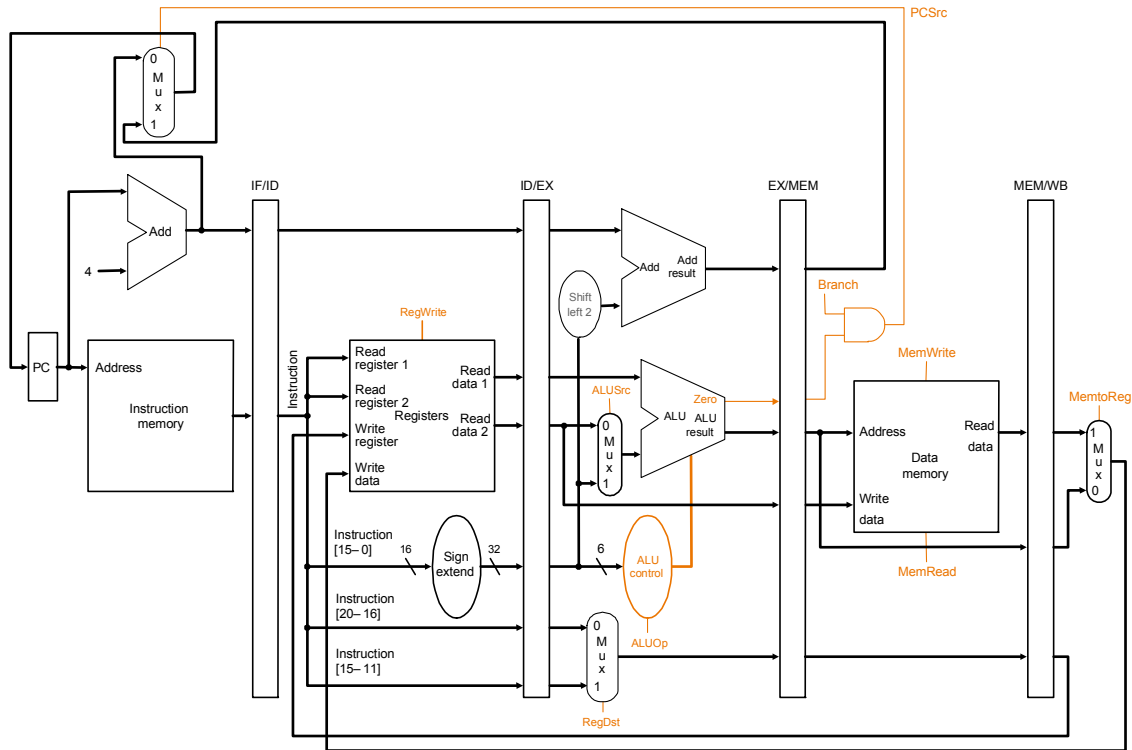 PCSrc
0
M
u
x
1
IF/ID
ID/EX
EX/MEM
MEM/WB
Add
4
Add
Add
result
Shift
left 2
Branch
RegWrite
MemWrite
PC
Address
Instruction
memory
Instruction
Read
register 1
Read
register 2
Registers
Write
register
Write
data
Read
data 1
Read
data 2
ALUSrc
0
M
u
x
1
Zero
ALU
ALU
result
Address
Read
data
Data
memory
Write
data
MemRead
MemtoReg
1
M
u
x
0
Instruction
[15– 0]
16
Sign
extend
32
6
ALU
control
ALUOp
Instruction
[20– 16]
Instruction
[15– 11]
0
M
u
x
1
RegDst